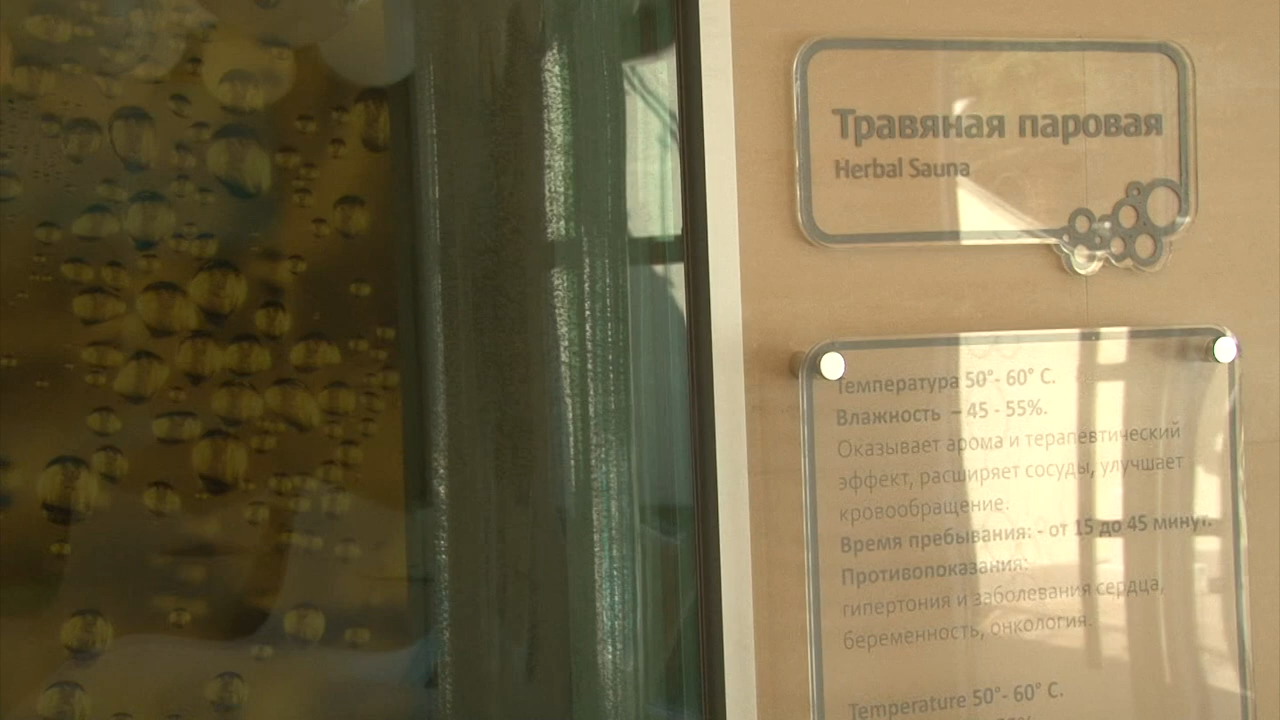 Травяная паровая
Herbal Sauna
Температура 50°- 60° С.
Влажность – 45 - 55%.
Оказывает арома и терапевтический
эффект, расширяет сосуды, улучшает
кровообращение.
Время пребывания: - от 15 до 45 минут.
Противопоказания:
гипертония и заболевания сердца,
беременность, онкология.
Temperature 50°- 60° C.